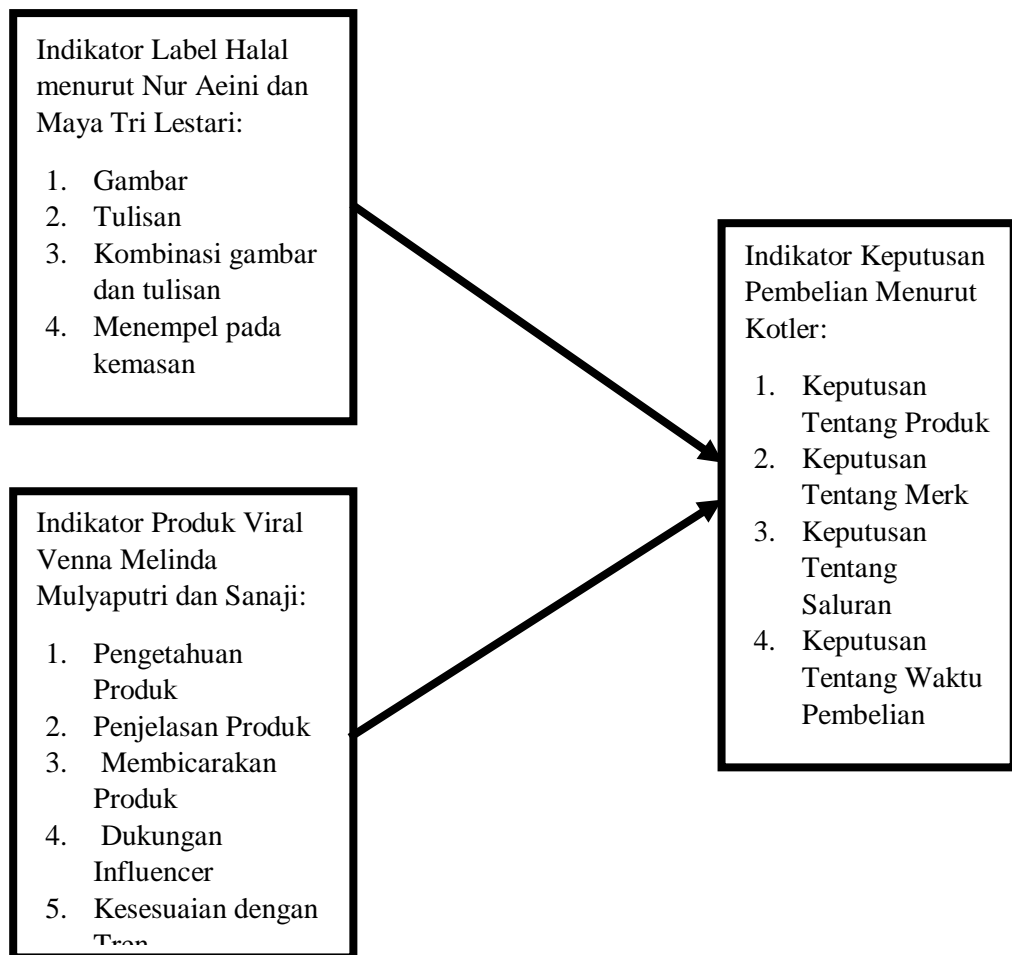 Indikator Label Halal
menurut Nur Aeini dan
Maya Tri Lestari:
1. Gambar
2. Tulisan
3. Kombinasi gambar
dan tulisan
4. Menempel pada
kemasan
Indikator Produk Viral
Venna Melinda
Mulyaputri dan Sanaji:
1. Pengetahuan
Produk
2. Penjelasan Produk
3. Membicarakan
Produk
4. Dukungan
Influencer
5. Kesesuaian dengan
Tren
Indikator Keputusan
Pembelian Menurut
Kotler:
1. Keputusan
Tentang Produk
2. Keputusan
Tentang Merk
3. Keputusan
Tentang
Saluran
4. Keputusan
Tentang Waktu
Pembelian